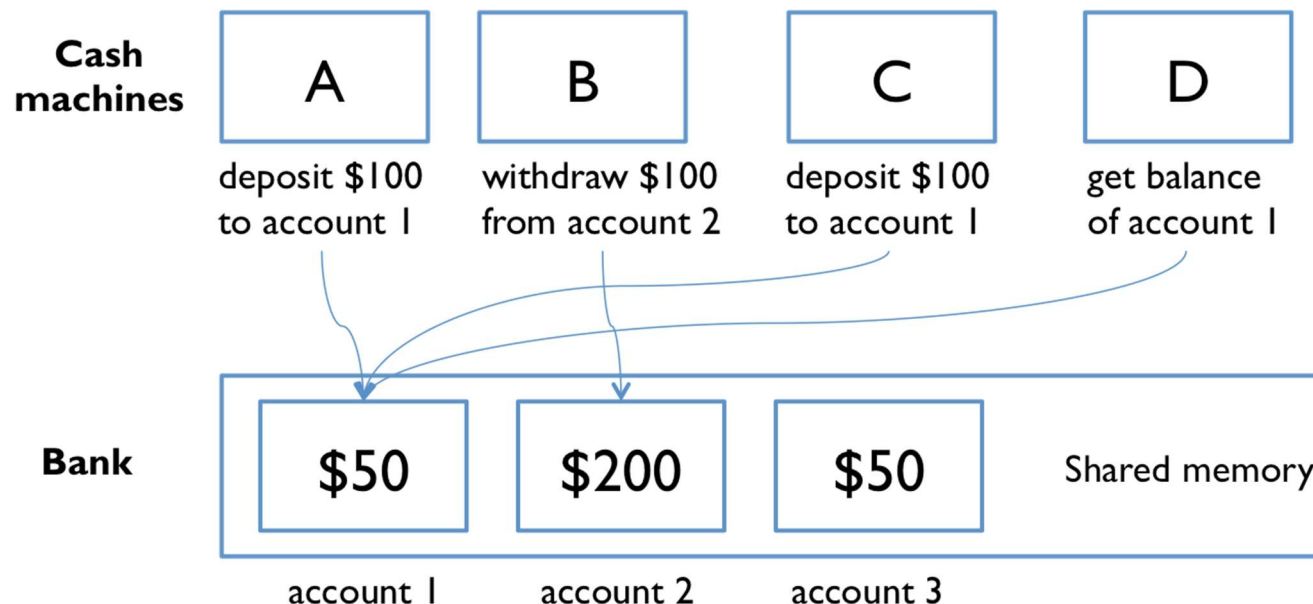 Cash
machines
A
B
C
D
deposit $100
to account 1
withdraw $100
from account 2
deposit $100
to account 1
get balance
of account 1
Bank
$50
$200
$50
Shared memory
account 1
account 2
account 3